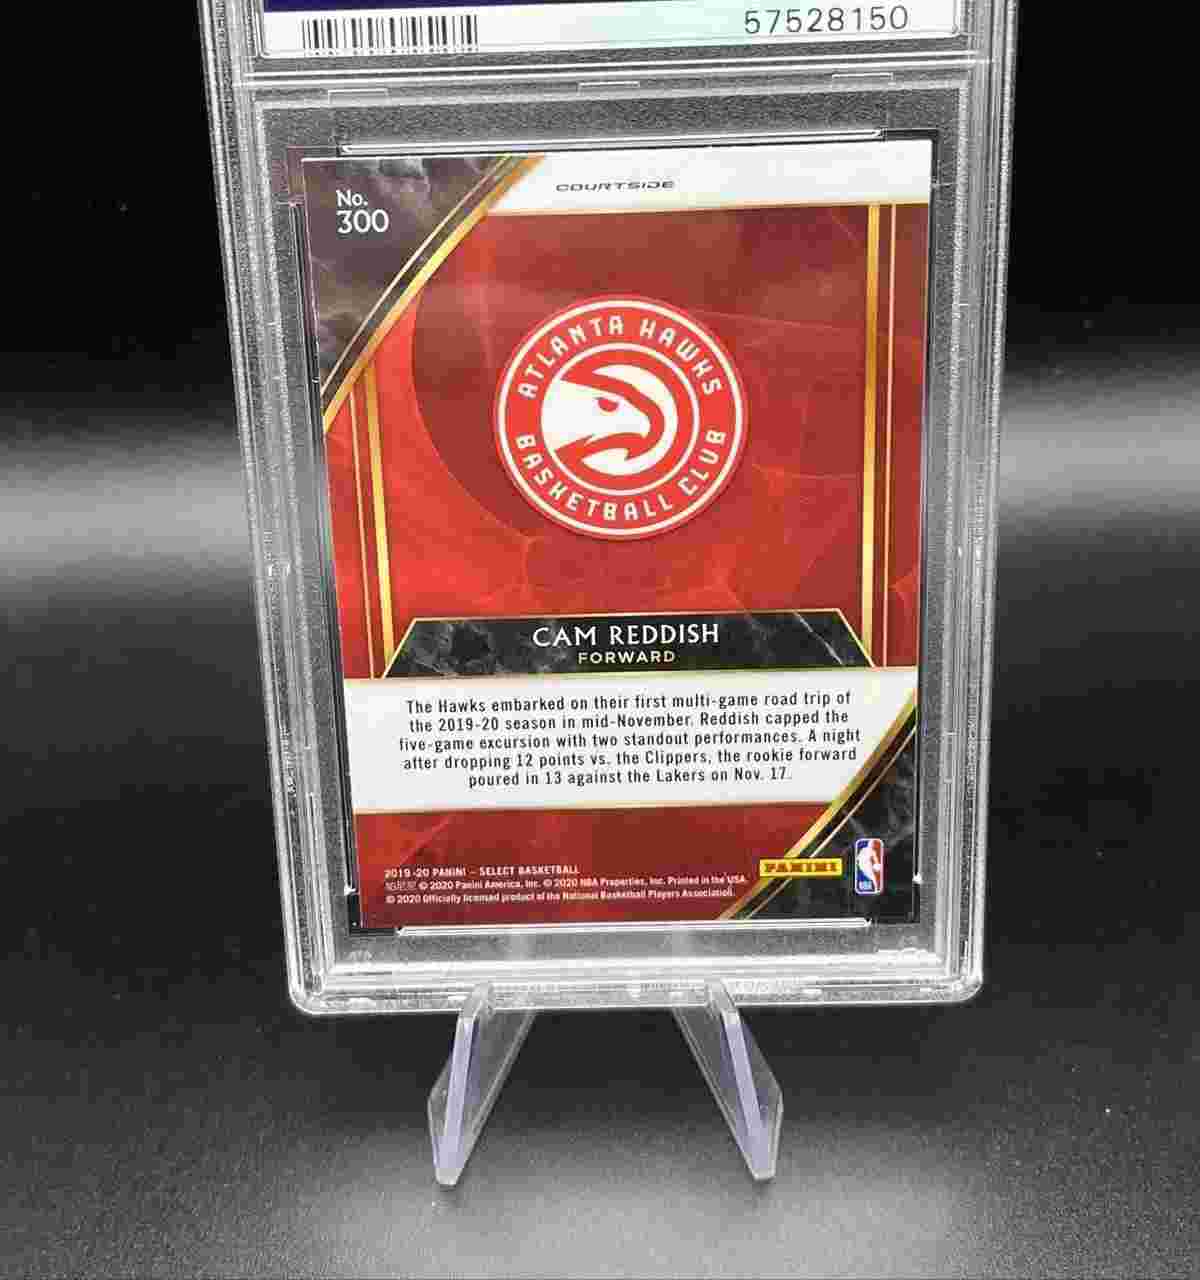 57528150
No.
300
COURTSIDE
ATLANTA HAWKS
BASKETBALL CLUB
CAM REDDISH
FORWARD
The Hawks embarked on their first multi-game road trip of
the 2019-20 season in mid-November. Reddish capped the
five-game excursion with two standout performances. A night
after dropping 12 points vs. the Clippers, the rookie forward
poured in 13 against the Lakers on Nov. 17.
2019-20 PANINI - SELECT BASKETBALL
© 2020 Panini America, Inc. © 2020 NBA Properties, Inc. Printed in the USA.
© 2020 Officially licensed product of the National Basketball Players Association.
PANINI
NBA